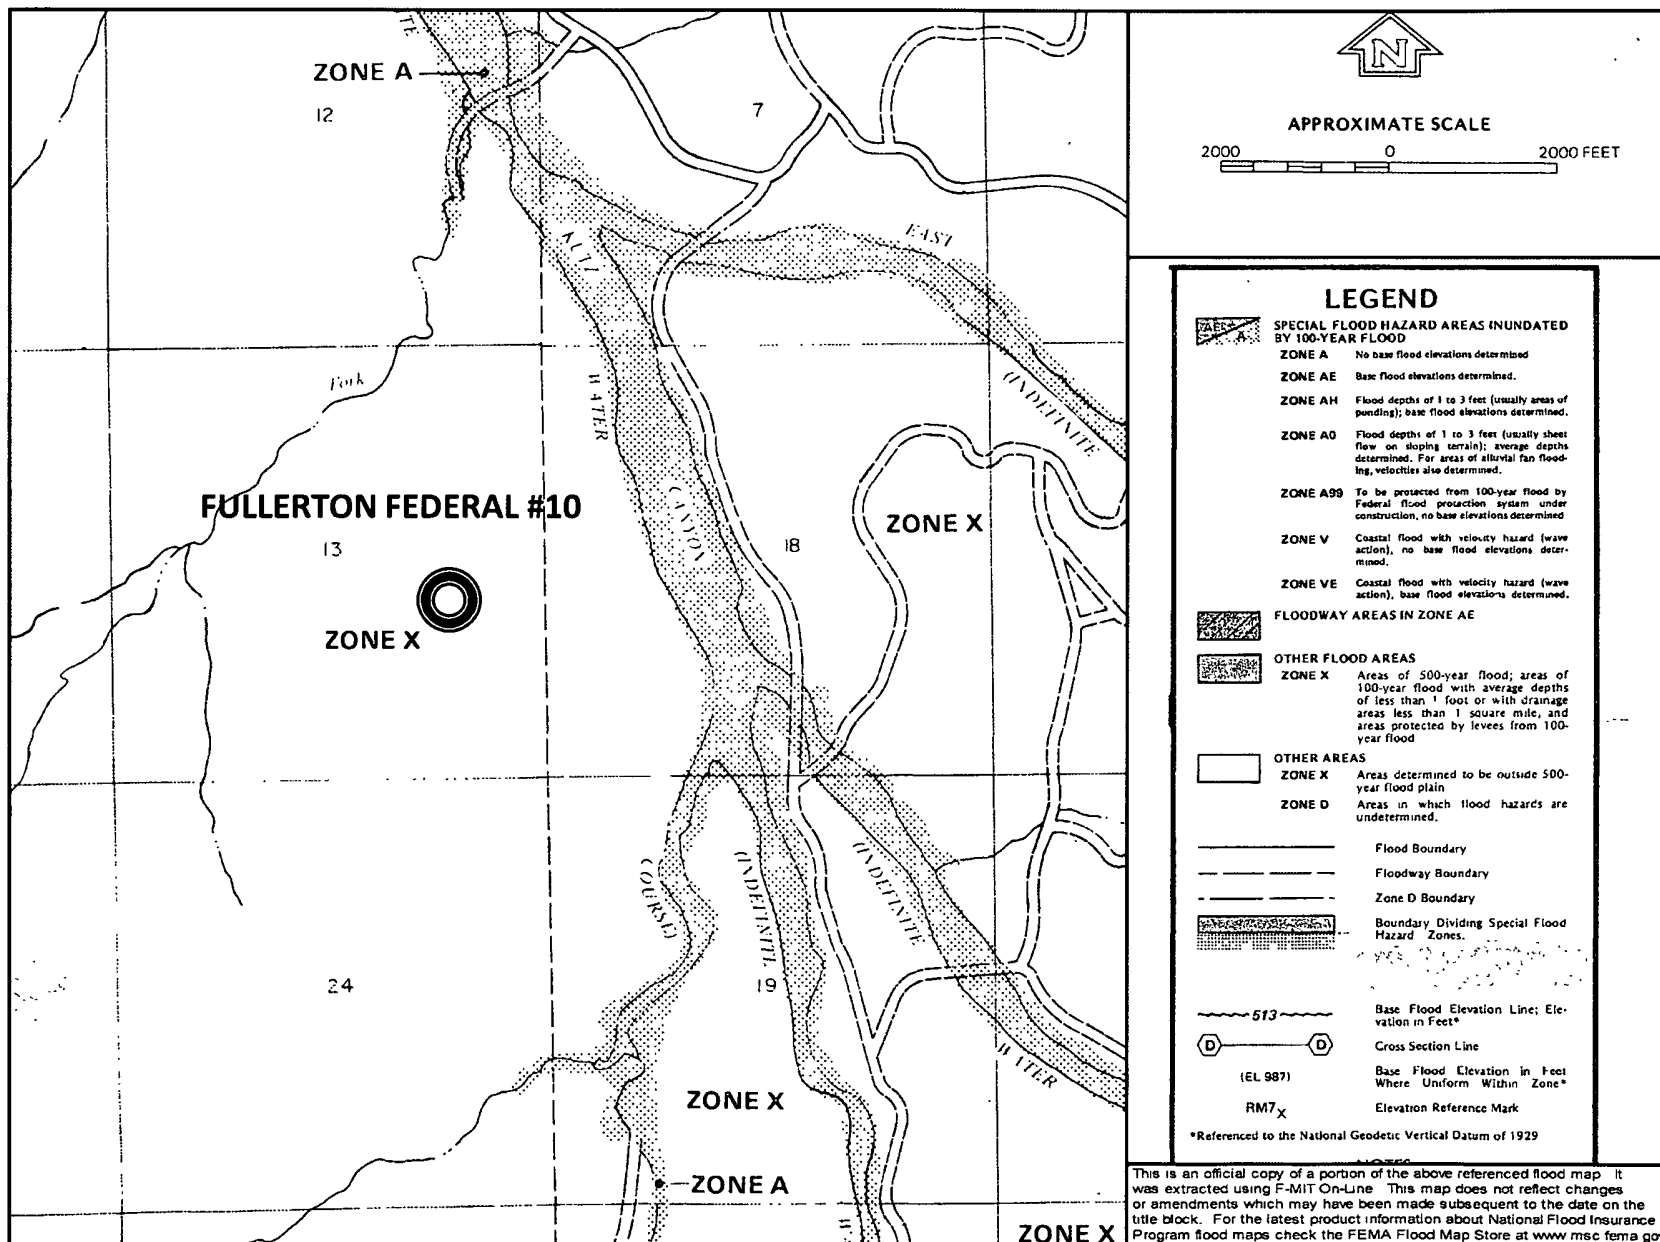 ZONE A
12
7
KUTZ
EAST
WATER
(INDEFINITE
Fork
FULLERTON FEDERAL #10
13
CANYON
18
ZONE X
ZONE X
COURSE)
(INDEFINITE
(INDEFINITE
24
19
WATER
ZONE X
ZONE A
ZONE X
N
APPROXIMATE SCALE
2000 0 2000 FEET
LEGEND
SPECIAL FLOOD HAZARD AREAS INUNDATED
BY 100-YEAR FLOOD
ZONE A No base flood elevations determined
ZONE AE Base flood elevations determined.
ZONE AH Flood depths of 1 to 3 feet (usually areas of
ponding); base flood elevations determined.
ZONE A0 Flood depths of 1 to 3 feet (usually sheet
flow on sloping terrain); average depths
determined. For areas of alluvial fan flood-
ing, velocities also determined.
ZONE A99 To be protected from 100-year flood by
Federal flood protection system under
construction, no base elevations determined
ZONE V Coastal flood with velocity hazard (wave
action), no base flood elevations deter-
mined.
ZONE VE Coastal flood with velocity hazard (wave
action), base flood elevations determined.
FLOODWAY AREAS IN ZONE AE
OTHER FLOOD AREAS
ZONE X Areas of 500-year flood; areas of
100-year flood with average depths
of less than 1 foot or with drainage
areas less than 1 square mile, and
areas protected by levees from 100-
year flood
OTHER AREAS
ZONE X Areas determined to be outside 500-
year flood plain
ZONE D Areas in which flood hazards are
undetermined.
Flood Boundary
Floodway Boundary
Zone D Boundary
Boundary Dividing Special Flood
Hazard Zones.
513 Base Flood Elevation Line; Ele-
vation in Feet*
D D Cross Section Line
(EL 987) Base Flood Elevation in Feet
Where Uniform Within Zone*
RM7X Elevation Reference Mark
*Referenced to the National Geodetic Vertical Datum of 1929
This is an official copy of a portion of the above referenced flood map It
was extracted using F-MIT On-Line This map does not reflect changes
or amendments which may have been made subsequent to the date on the
title block. For the latest product information about National Flood Insurance
Program flood maps check the FEMA Flood Map Store at www msc fema go